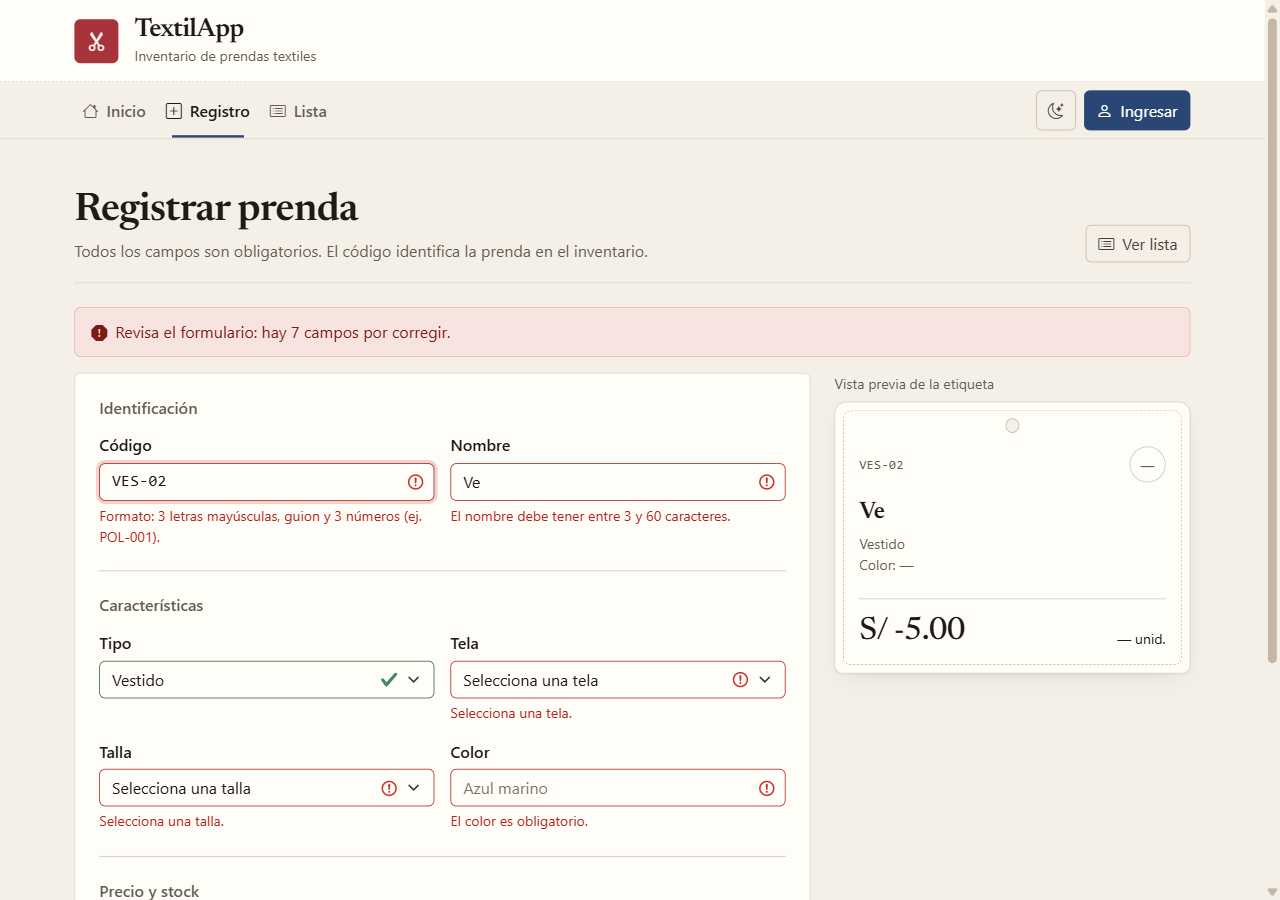 TextilApp
Inventario de prendas textiles
Inicio
Registro
Lista
Ingresar
Registrar prenda
Todos los campos son obligatorios. El código identifica la prenda en el inventario.
Ver lista
Revisa el formulario: hay 7 campos por corregir.
Identificación
Código
Nombre
VES-02
Ve
Formato: 3 letras mayúsculas, guion y 3 números (ej.
POL-001).
El nombre debe tener entre 3 y 60 caracteres.
Características
Tipo
Tela
Vestido
Selecciona una tela
Selecciona una tela.
Talla
Color
Selecciona una talla
Azul marino
Selecciona una talla.
El color es obligatorio.
Precio y stock
Vista previa de la etiqueta
VES-02
—
Ve
Vestido
Color: —
S/ -5.00
— unid.